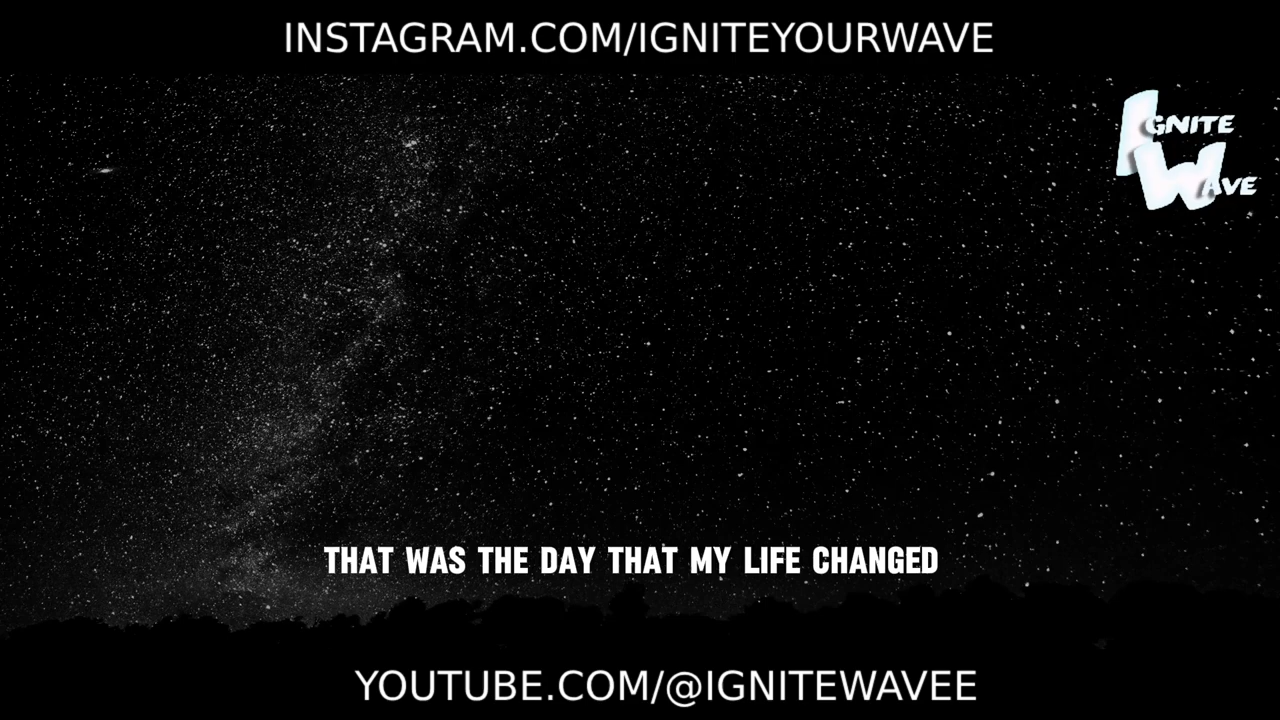 INSTAGRAM.COM/IGNITEYOURWAVE
IGNITE
WAVE
THAT WAS THE DAY THAT MY LIFE CHANGED
YOUTUBE.COM/@IGNITEWAVEE